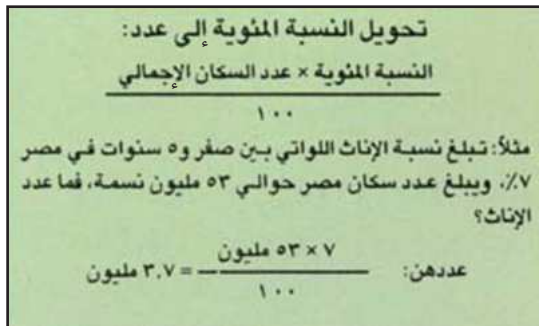 تحويل النسبة المئوية إلى عدد:
النسبة المئوية × عدد السكان الإجمالي
١٠٠
مثلاً: تبلغ نسبة الإناث اللواتي بين صفر و٥ سنوات في مصر
٧٪، ويبلغ عدد سكان مصر حوالي ٥٣ مليون نسمة، فما عدد
الإناث؟
عددهن: ٧ × ٥٣ مليون = ٣,٧ مليون
١٠٠